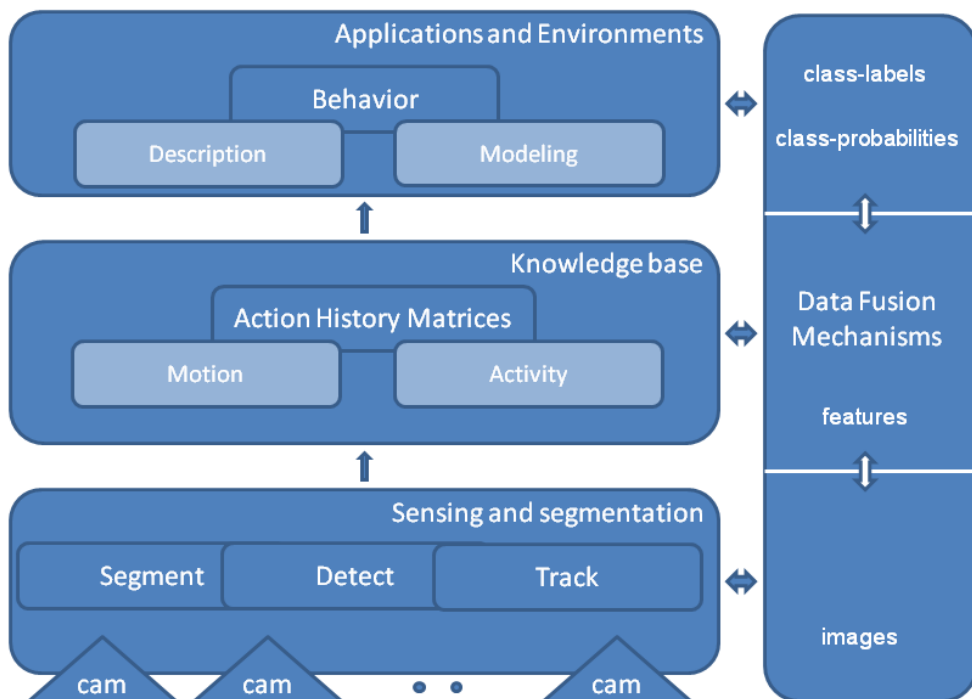 Applications and Environments
Behavior
Description
Modeling
Knowledge base
Action History Matrices
Motion
Activity
Sensing and segmentation
Segment
Detect
Track
cam
cam
cam
class-labels
class-probabilities
Data Fusion
Mechanisms
features
images